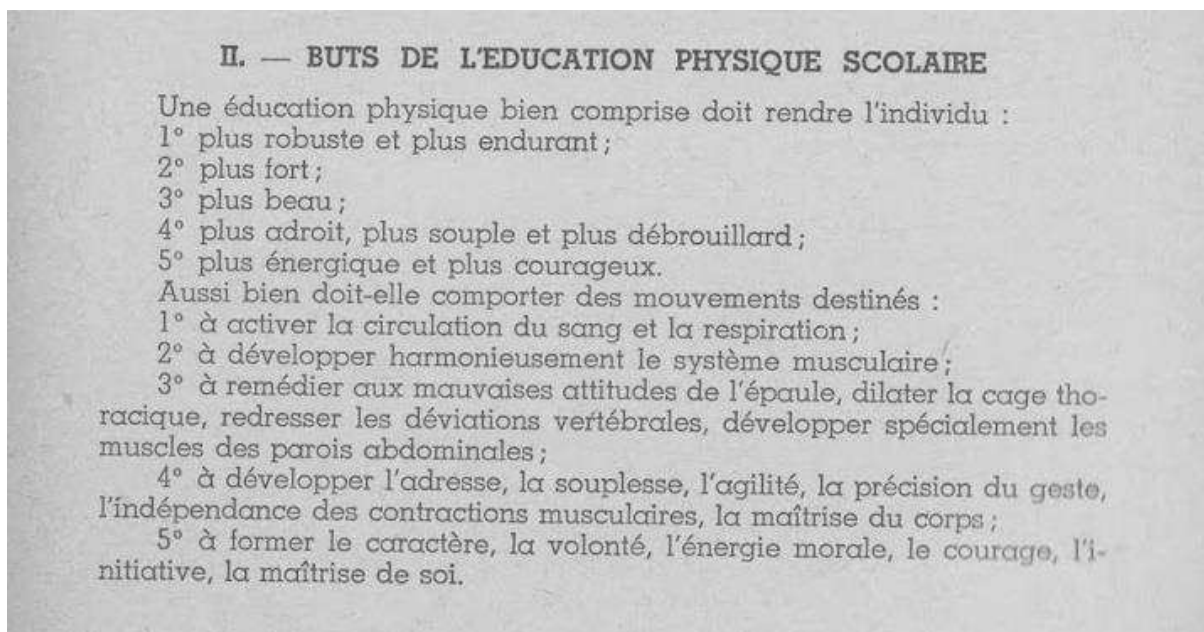 II. — BUTS DE L'EDUCATION PHYSIQUE SCOLAIRE
Une éducation physique bien comprise doit rendre l'individu :
1° plus robuste et plus endurant ;
2° plus fort ;
3° plus beau ;
4° plus adroit, plus souple et plus débrouillard ;
5° plus énergique et plus courageux.
Aussi bien doit-elle comporter des mouvements destinés :
1° à activer la circulation du sang et la respiration ;
2° à développer harmonieusement le système musculaire ;
3° à remédier aux mauvaises attitudes de l'épaule, dilater la cage tho-
racique, redresser les déviations vertébrales, développer spécialement les
muscles des parois abdominales ;
4° à développer l'adresse, la souplesse, l'agilité, la précision du geste,
l'indépendance des contractions musculaires, la maîtrise du corps ;
5° à former le caractère, la volonté, l'énergie morale, le courage, l'i-
nitiative, la maîtrise de soi.